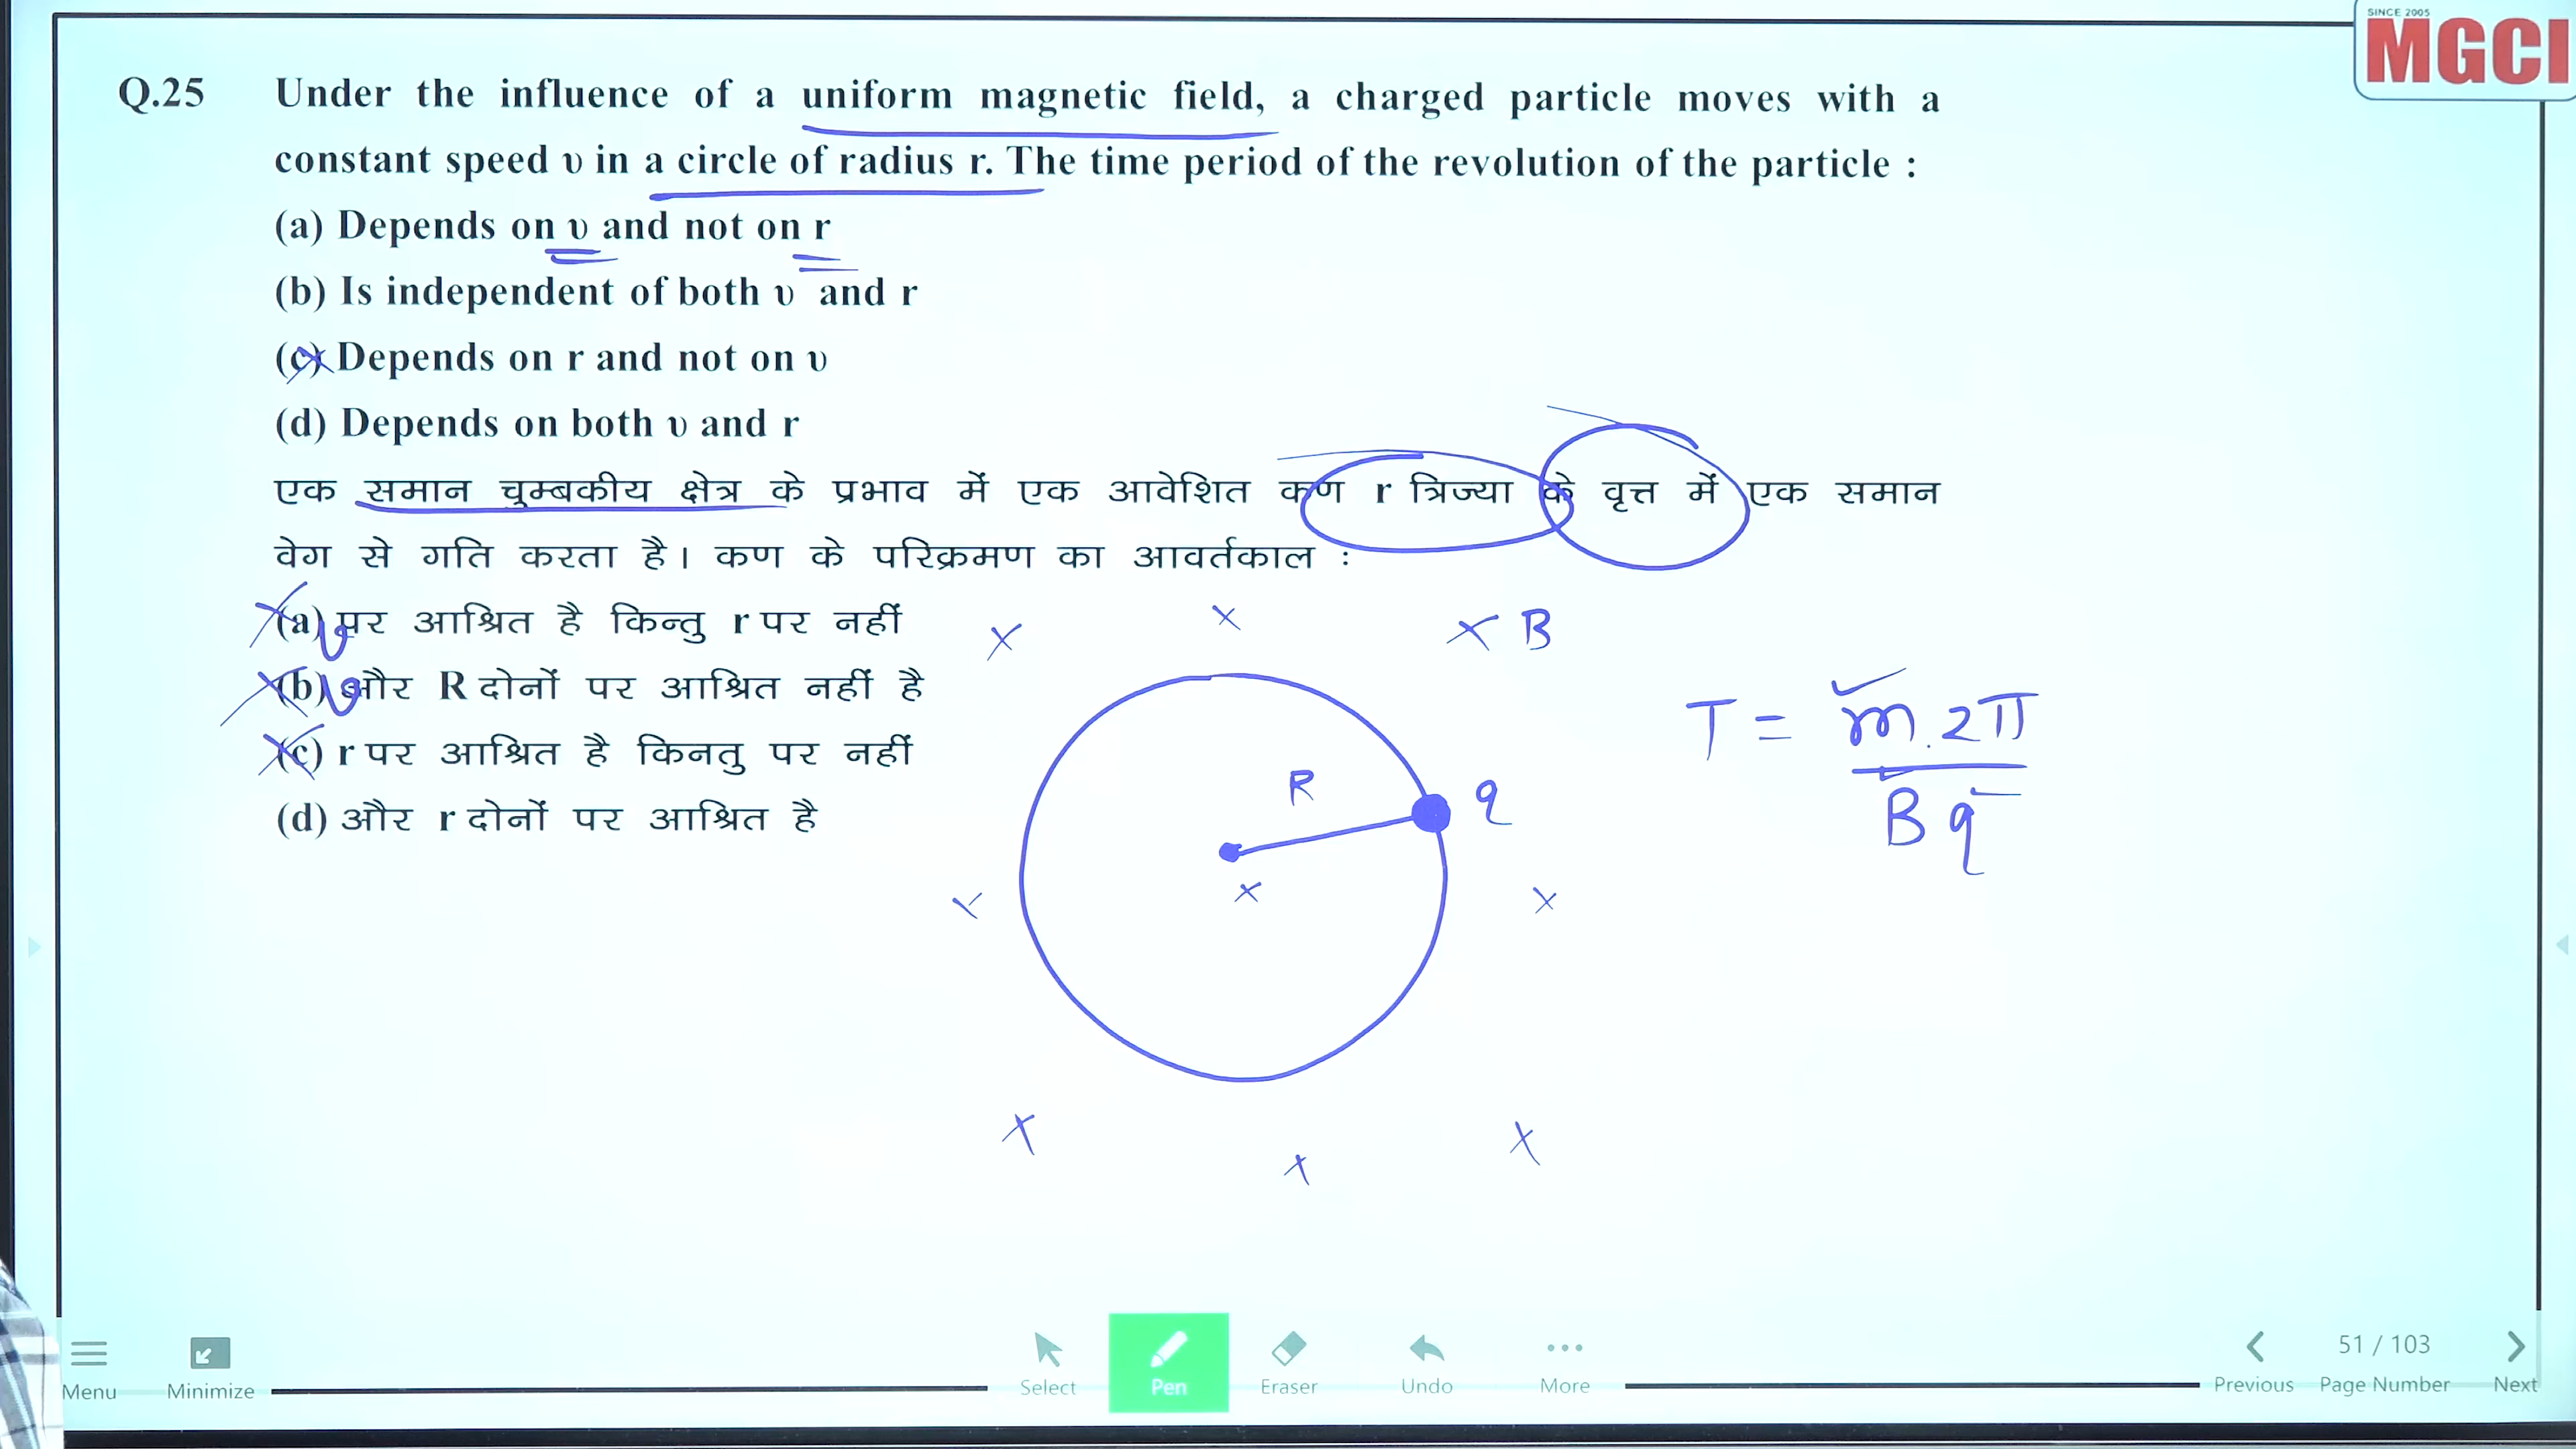 SINCE 2005
MGCI
Q.25 Under the influence of a uniform magnetic field, a charged particle moves with a
constant speed υ in a circle of radius r. The time period of the revolution of the particle :
(a) Depends on υ and not on r
(b) Is independent of both υ and r
(c) Depends on r and not on υ
(d) Depends on both υ and r
एक समान चुम्बकीय क्षेत्र के प्रभाव में एक आवेशित कण r त्रिज्या के वृत्त में एक समान
वेग से गति करता है। कण के परिक्रमण का आवर्तकाल :
(a) υ पर आश्रित है किन्तु r पर नहीं
(b) υ और R दोनों पर आश्रित नहीं है
(c) r पर आश्रित है किनतु पर नहीं
(d) और r दोनों पर आश्रित है
× × × B
R q
× × ×
× × ×
T = m.2π
B q
Menu Minimize Select Pen Eraser Undo More Previous 51 / 103 Page Number Next